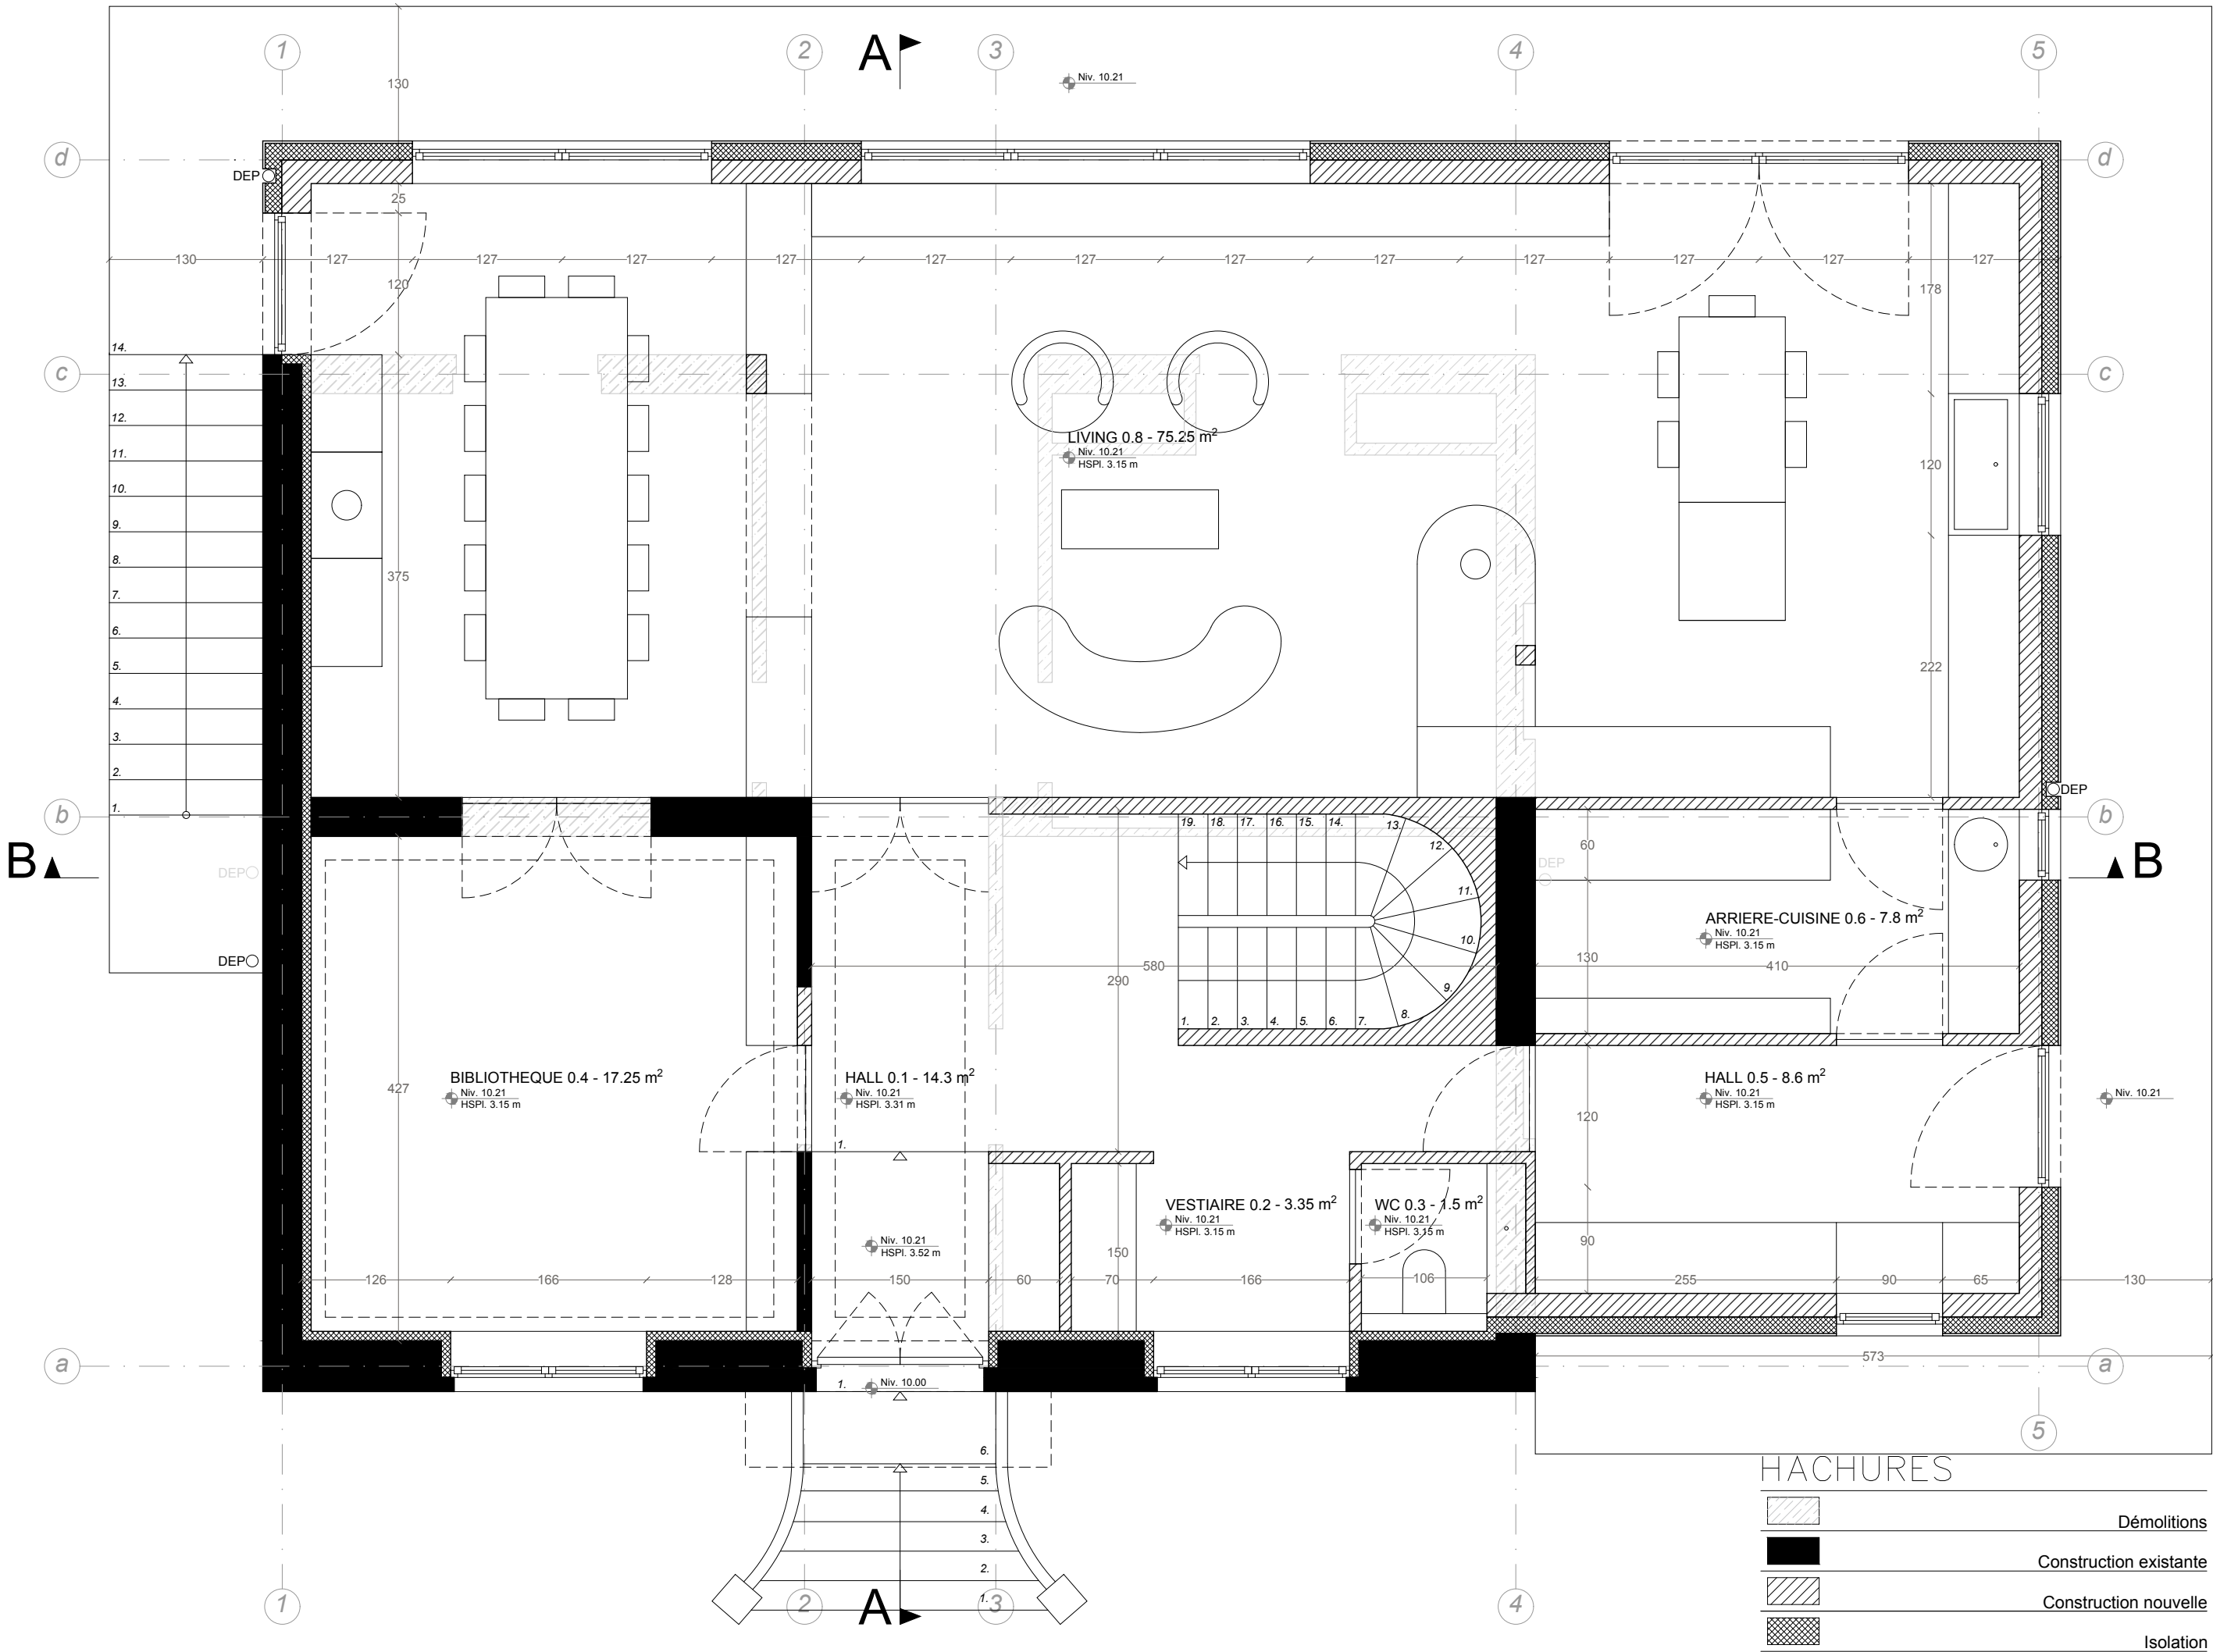 1
2
A
3
4
5
Niv. 10.21
130
d
d
DEP
25
130
127
127
127
127
127
127
127
127
127
127
127
127
120
178
14.
c
c
13.
12.
11.
10.
9.
8.
7.
6.
5.
4.
3.
2.
1.
LIVING 0.8 - 75.25 m²
Niv. 10.21
HSPl. 3.15 m
120
375
222
DEP
b
b
19.
18.
17.
16.
15.
14.
13.
12.
11.
10.
9.
8.
1.
2.
3.
4.
5.
6.
7.
60
B
B
DEP
DEP
DEP
ARRIERE-CUISINE 0.6 - 7.8 m²
Niv. 10.21
HSPl. 3.15 m
580
290
130
410
BIBLIOTHEQUE 0.4 - 17.25 m²
Niv. 10.21
HSPl. 3.15 m
427
HALL 0.1 - 14.3 m²
Niv. 10.21
HSPl. 3.31 m
HALL 0.5 - 8.6 m²
Niv. 10.21
HSPl. 3.15 m
Niv. 10.21
120
1.
VESTIAIRE 0.2 - 3.35 m²
Niv. 10.21
HSPl. 3.15 m
WC 0.3 - 1.5 m²
Niv. 10.21
HSPl. 3.15 m
Niv. 10.21
HSPl. 3.52 m
150
90
126
166
128
150
60
70
166
106
255
90
65
130
a
573
a
1.
Niv. 10.00
5
6.
5.
4.
3.
2.
1.
1
2
A
3
4
HACHURES
Démolitions
Construction existante
Construction nouvelle
Isolation